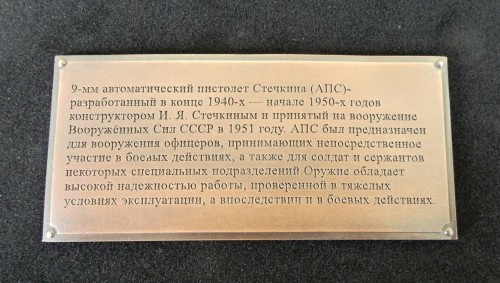 9-мм автоматический пистолет Стечкина (АПС)-
разработанный в конце 1940-х — начале 1950-х годов
конструктором И. Я. Стечкиным и принятый на вооружение
Вооружённых Сил СССР в 1951 году. АПС был предназначен
для вооружения офицеров, принимающих непосредственное
участие в боевых действиях, а также для солдат и сержантов
некоторых специальных подразделений.Оружие обладает
высокой надежностью работы, проверенной в тяжелых
условиях эксплуатации, а впоследствии и в боевых действиях.